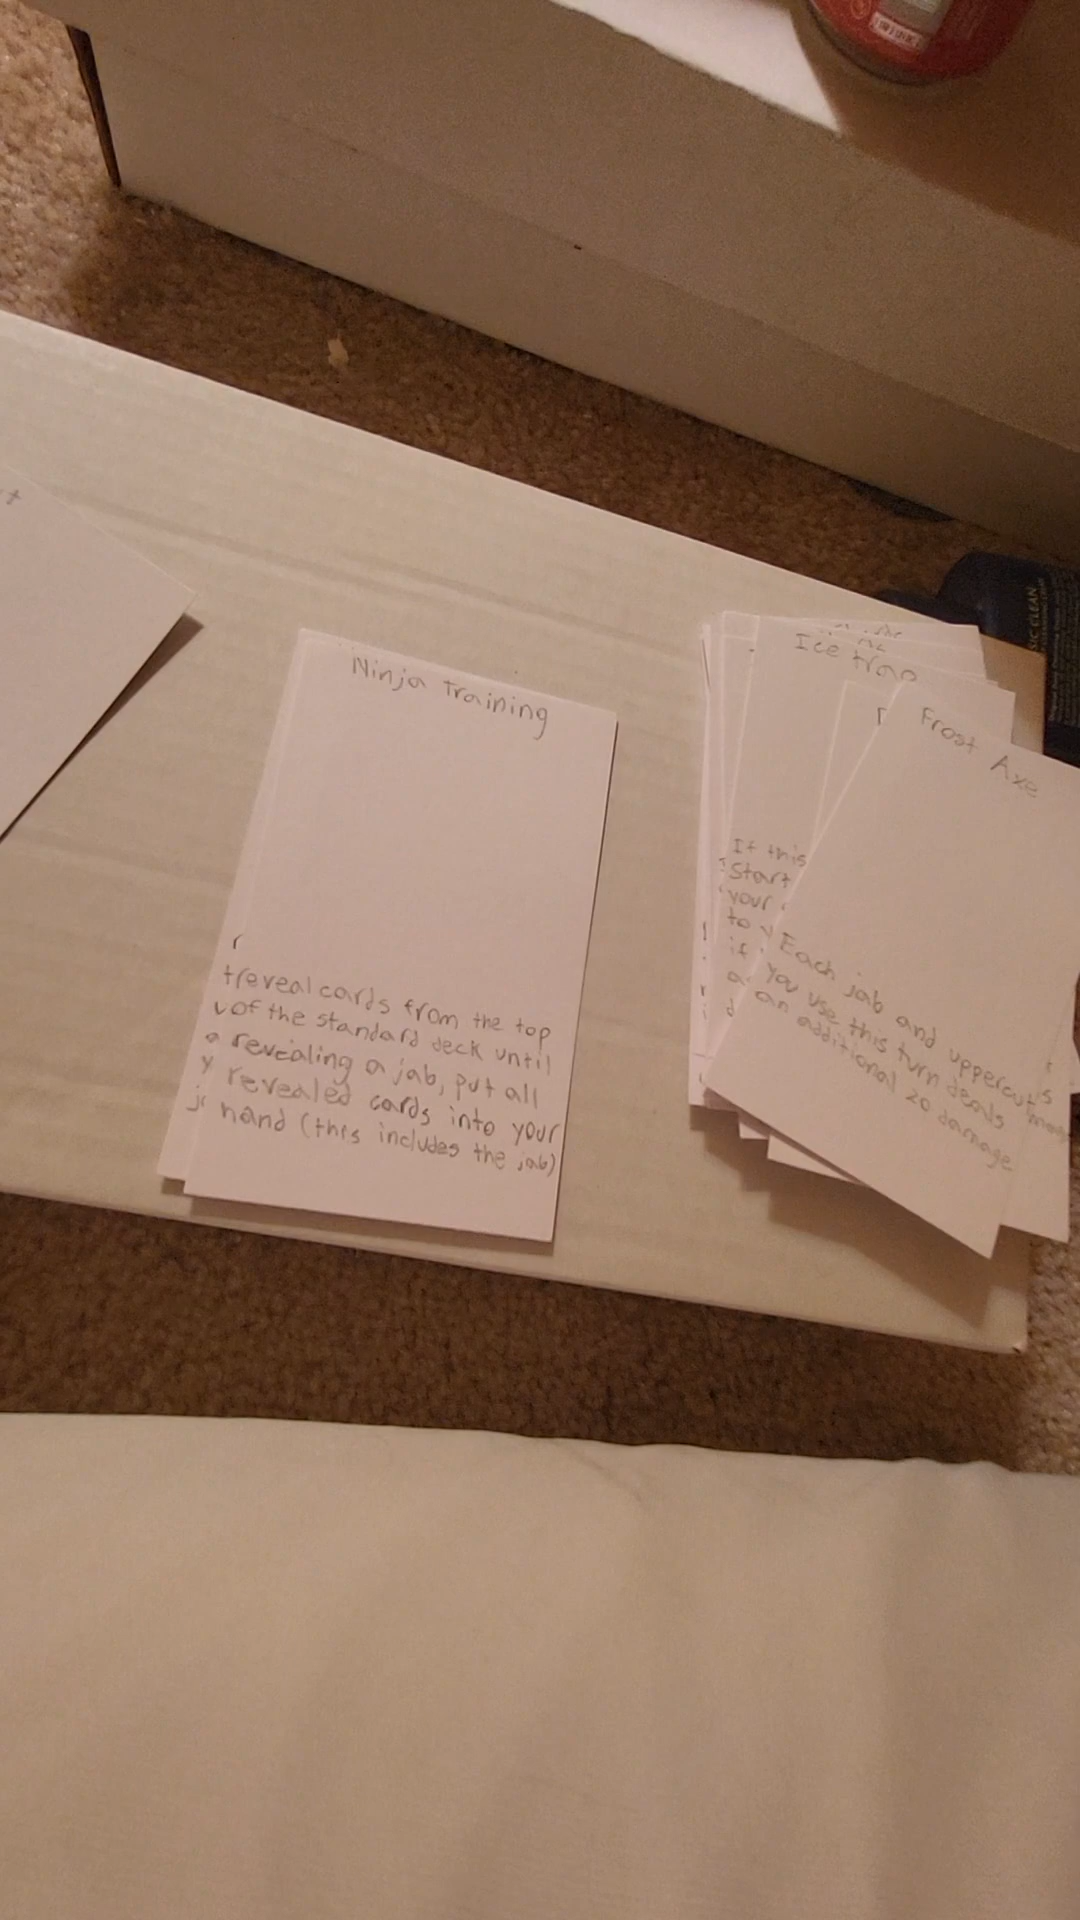 Ninja Training
reveal cards from the top
of the standard deck until
revealing a jab, put all
revealed cards into your
hand (this includes the jab)
Ice trap
If this
Start
your
to
if
Frost Axe
Each jab and uppercut
you use this turn deals
an additional 20 damage